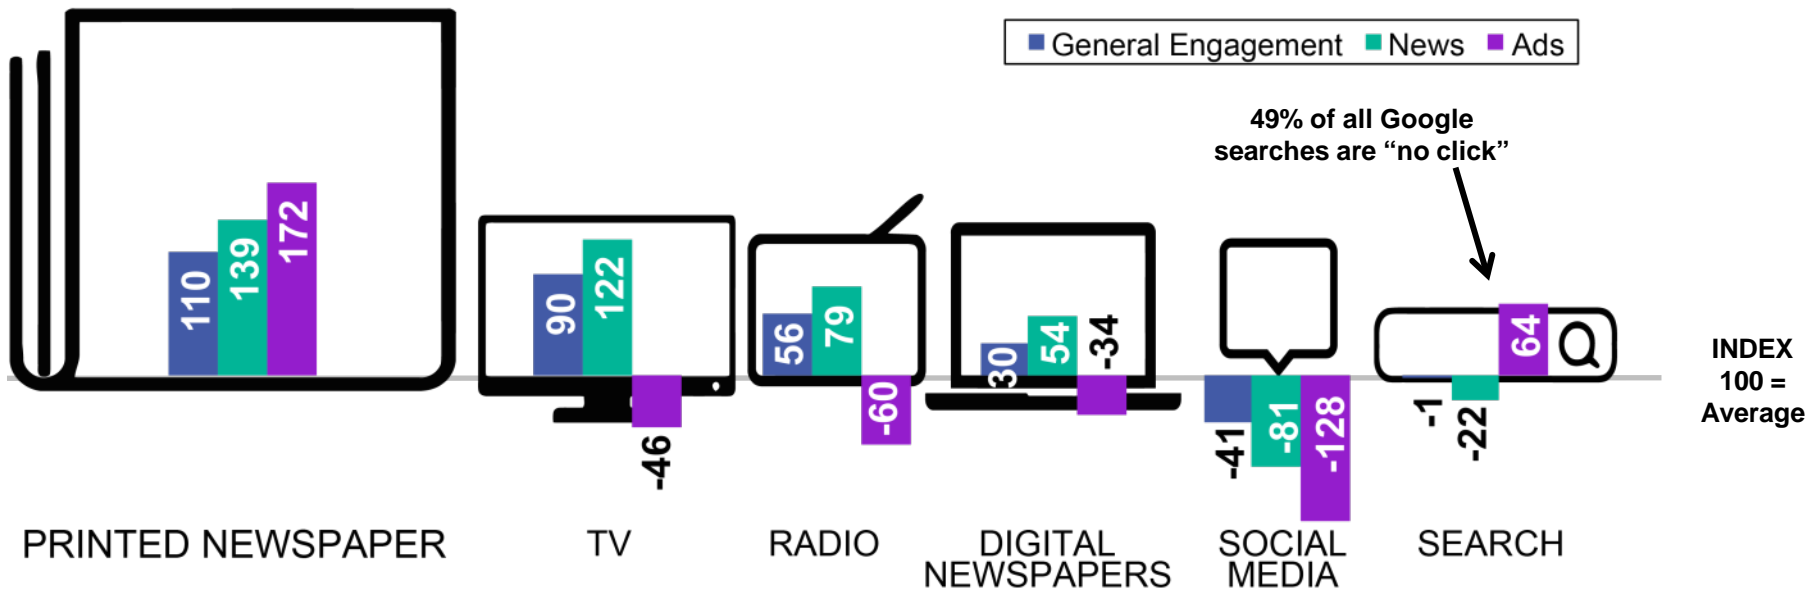 General Engagement News Ads
49% of all Google
searches are “no click”
110
139
172
90
122
-46
56
79
-60
30
54
-34
-41
-81
-128
-1
-22
64
INDEX
100 =
Average
PRINTED NEWSPAPER
TV
RADIO
DIGITAL
NEWSPAPERS
SOCIAL
MEDIA
SEARCH